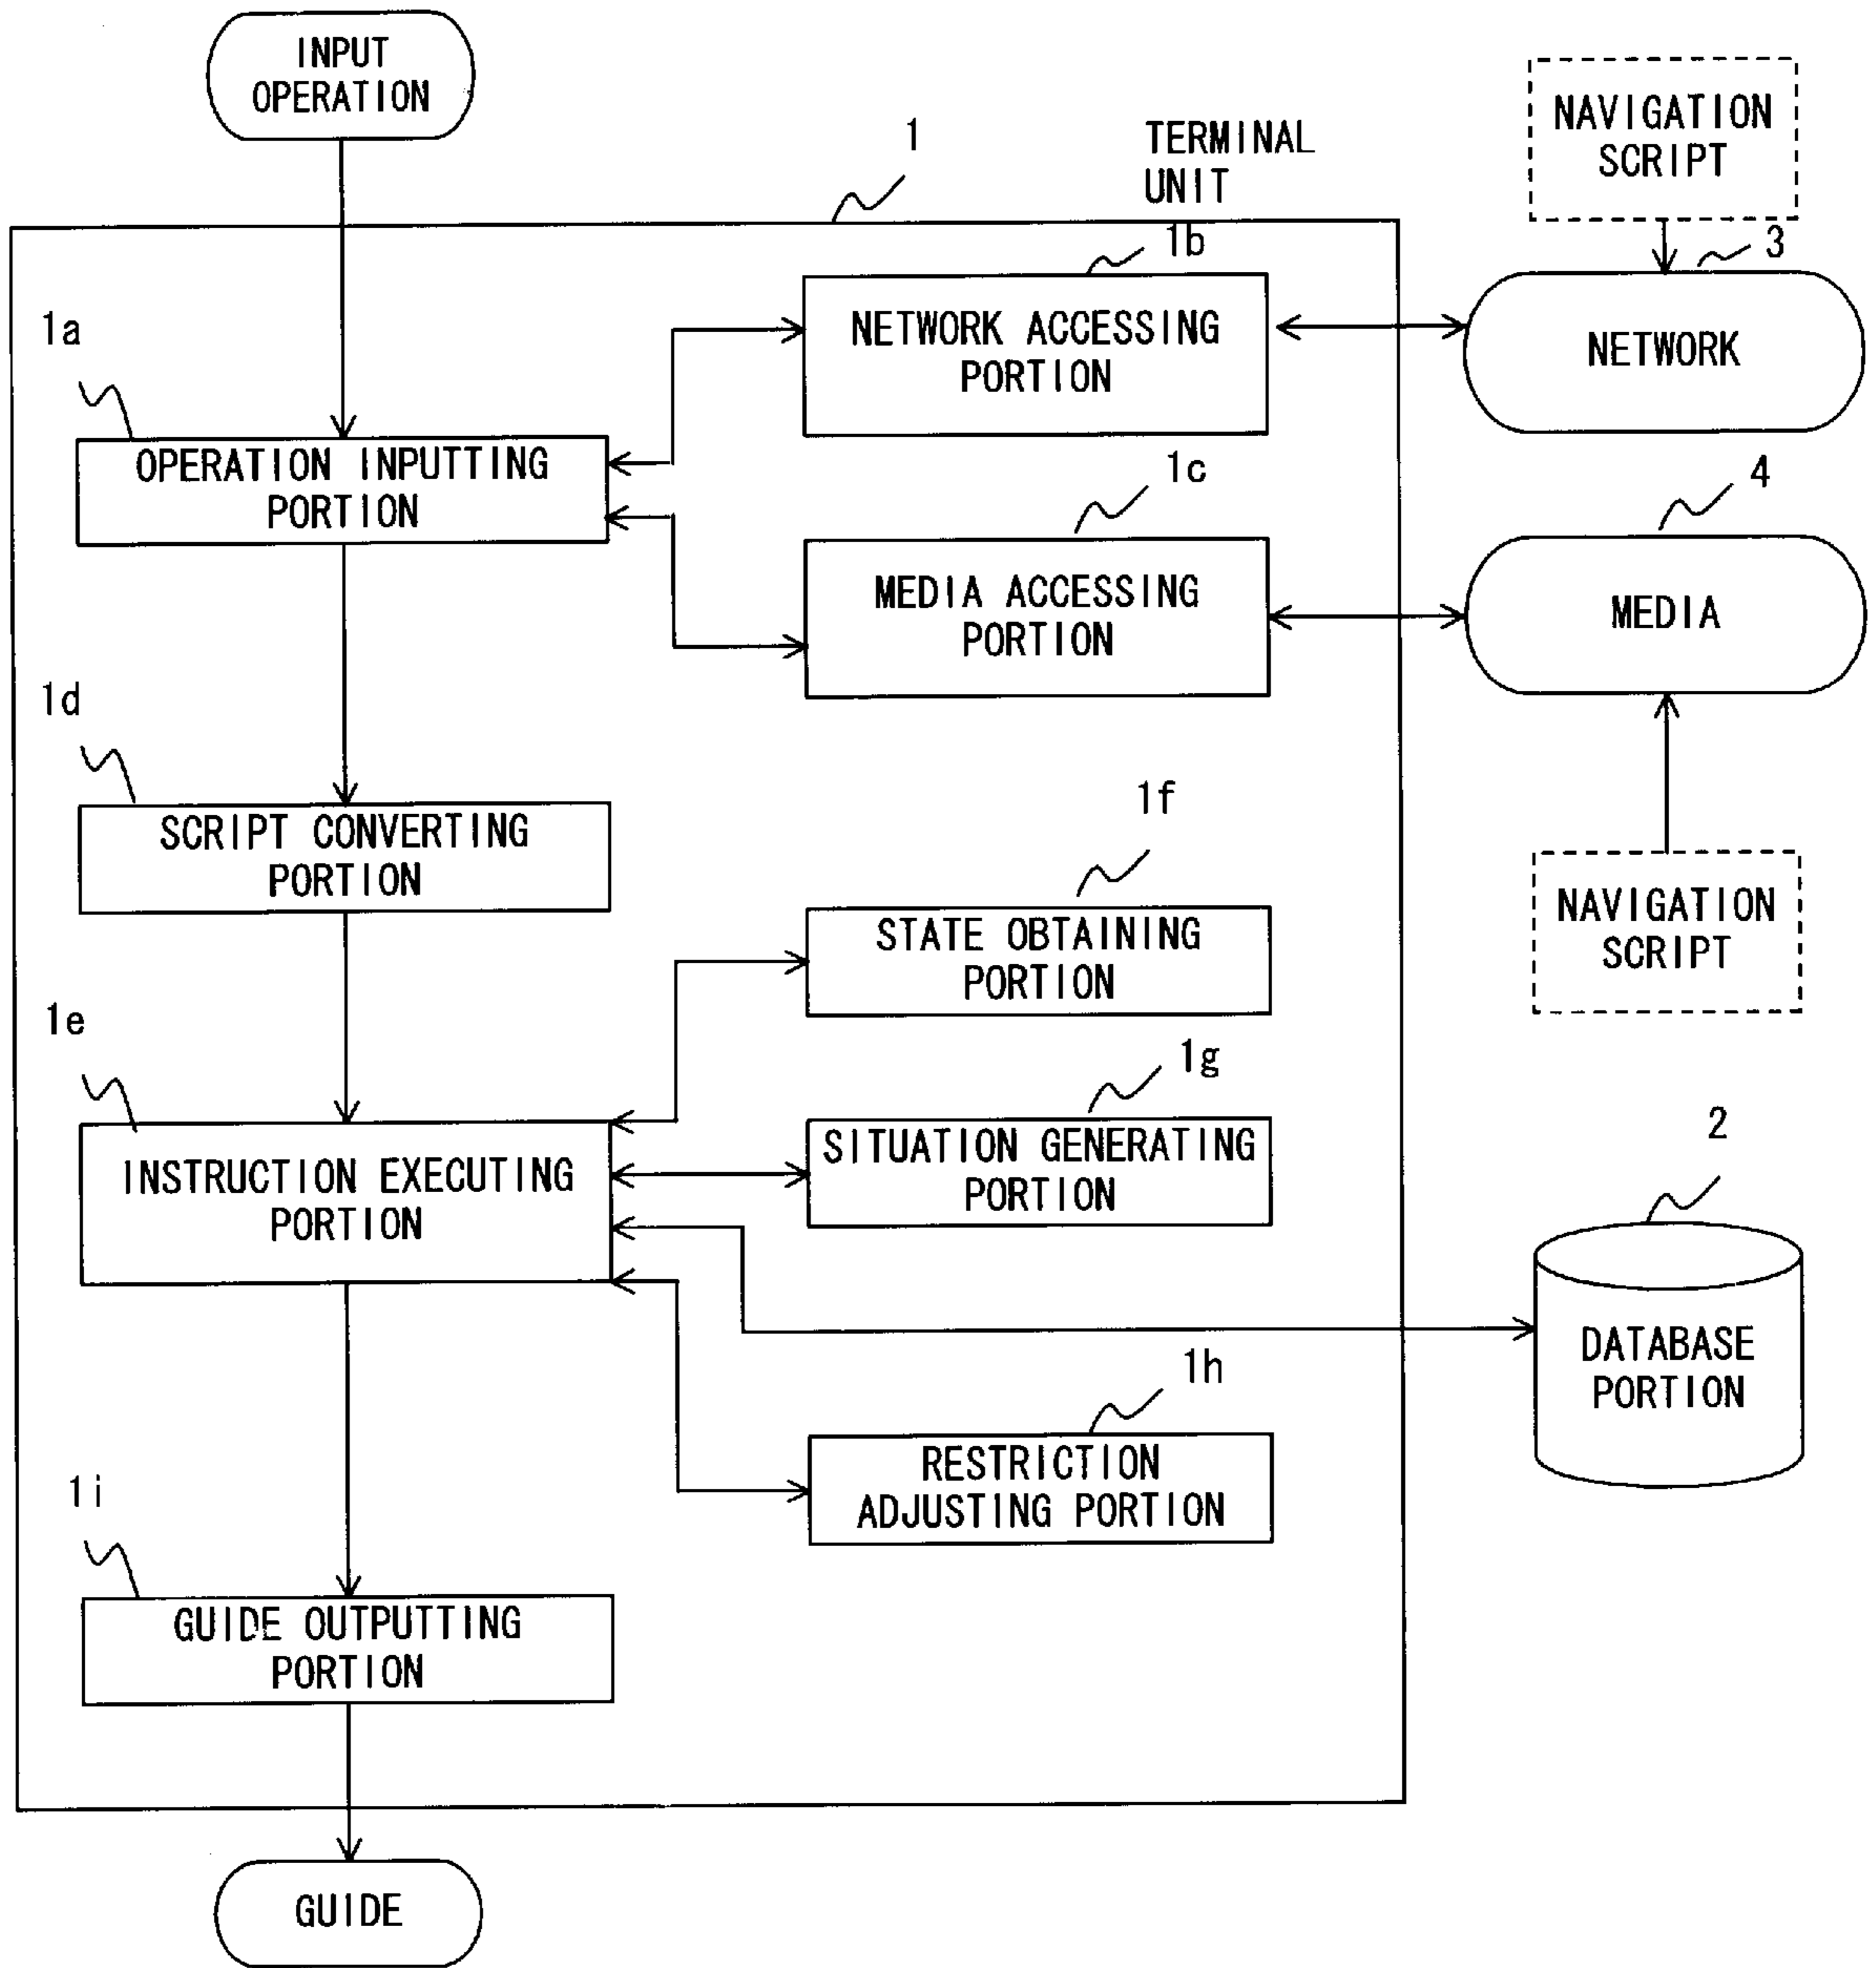 INPUT
OPERATION
1
TERMINAL
UNIT
NAVIGATION
SCRIPT
1b
3
NETWORK ACCESSING
PORTION
NETWORK
1a
OPERATION INPUTTING
PORTION
1c
4
MEDIA ACCESSING
PORTION
MEDIA
1d
SCRIPT CONVERTING
PORTION
1f
STATE OBTAINING
PORTION
NAVIGATION
SCRIPT
1e
INSTRUCTION EXECUTING
PORTION
1g
SITUATION GENERATING
PORTION
2
DATABASE
PORTION
1h
RESTRICTION
ADJUSTING PORTION
1i
GUIDE OUTPUTTING
PORTION
GUIDE